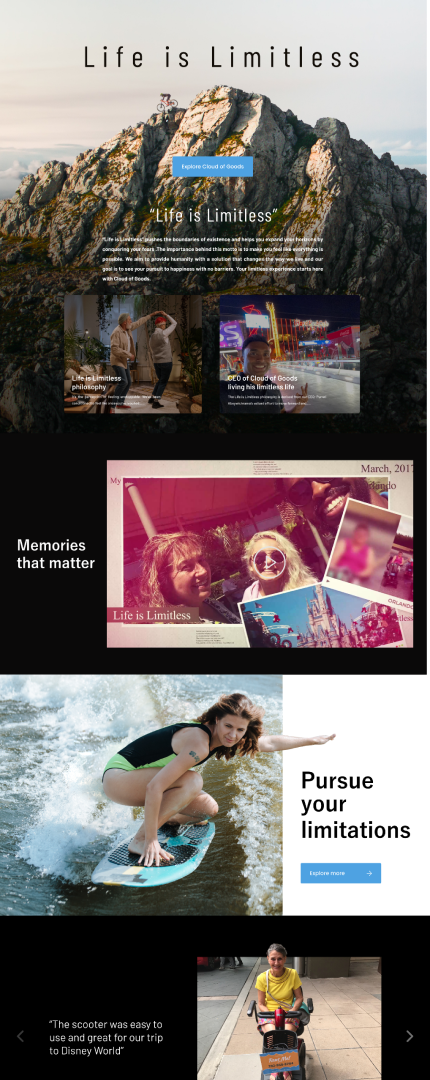 Life is Limitless
Explore Cloud of Goods
“Life is Limitless”
"Life is Limitless" pushes the boundaries of existence and helps you expand your horizons by
conquering your fears. The importance behind this motto is to make you feel like everything is
possible. We aim to provide humanity with a solution that changes the way we live and our
goal is to see your pursuit to happiness with no barriers. Your limitless experience starts here
with Cloud of Goods.
Life is Limitless
philosophy
CEO of Cloud of Goods
living his limitless life
Memories
that matter
My
March, 2017
Orlando
Life is Limitless
ORLANDO
Pursue
your
limitations
Explore more
“The scooter was easy to
use and great for our trip
to Disney World”
Rent Me!